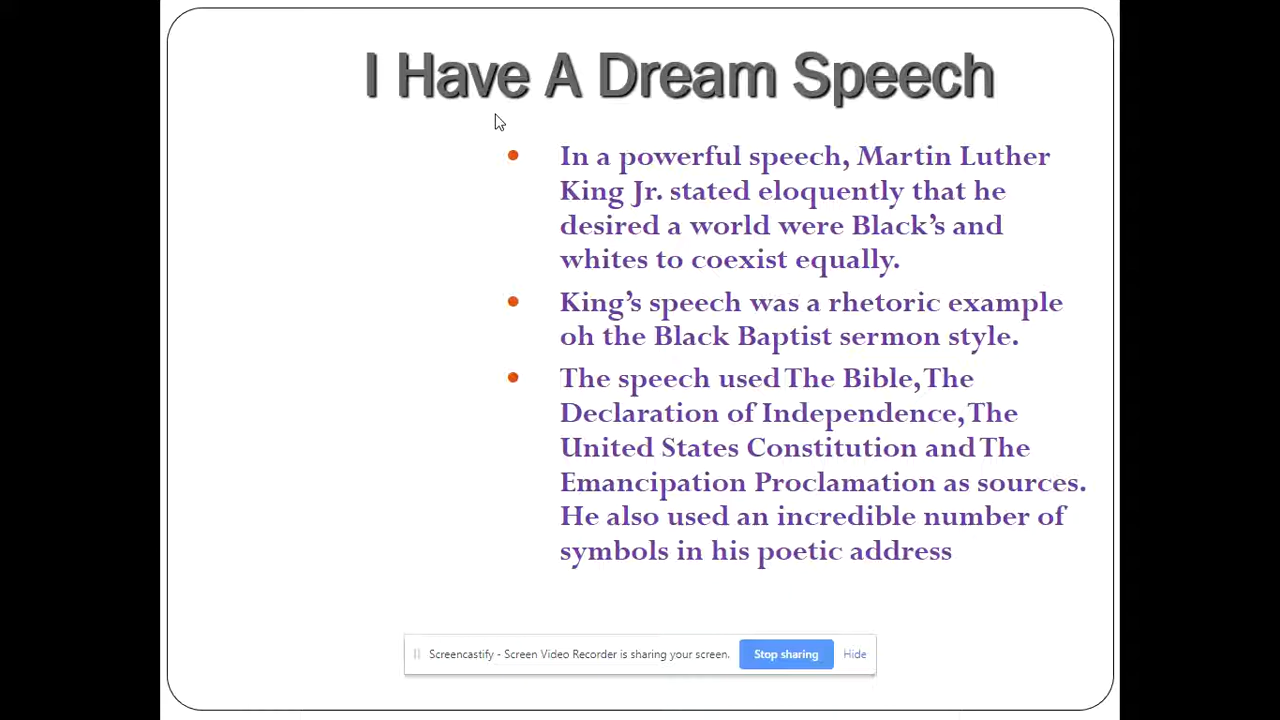 I Have A Dream Speech
In a powerful speech, Martin Luther
King Jr. stated eloquently that he
desired a world were Black’s and
whites to coexist equally.
King’s speech was a rhetoric example
oh the Black Baptist sermon style.
The speech used The Bible, The
Declaration of Independence, The
United States Constitution and The
Emancipation Proclamation as sources.
He also used an incredible number of
symbols in his poetic address
Screencastify - Screen Video Recorder is sharing your screen. Stop sharing Hide